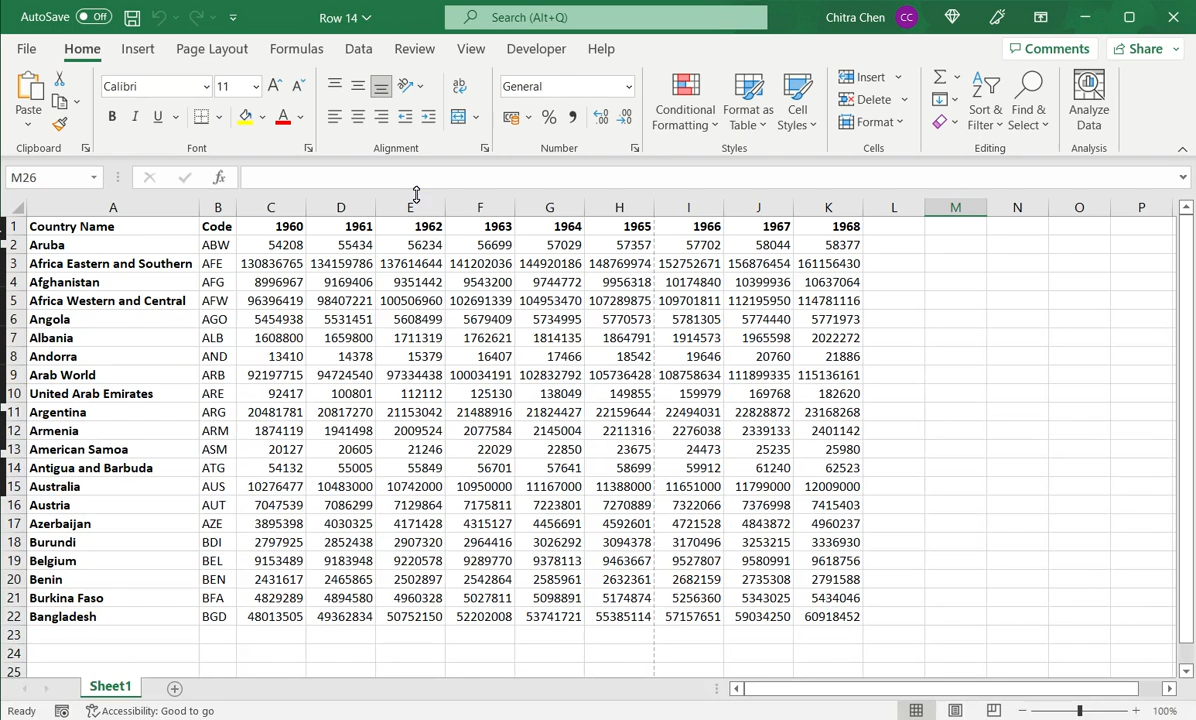 AutoSave Off Row 14 Search (Alt+Q) Chitra Chen CC
File Home Insert Page Layout Formulas Data Review View Developer Help Comments Share
Paste Calibri 11 General Conditional Formatting Format as Table Cell Styles Insert Delete Format Sort & Filter Find & Select Analyze Data
Clipboard Font Alignment Number Styles Cells Editing Analysis
M26 fx
A B C D E F G H I J K L M N O P
1 Country Name Code 1960 1961 1962 1963 1964 1965 1966 1967 1968
2 Aruba ABW 54208 55434 56234 56699 57029 57357 57702 58044 58377
3 Africa Eastern and Southern AFE 130836765 134159786 137614644 141202036 144920186 148769974 152752671 156876454 161156430
4 Afghanistan AFG 8996967 9169406 9351442 9543200 9744772 9956318 10174840 10399936 10637064
5 Africa Western and Central AFW 96396419 98407221 100506960 102691339 104953470 107289875 109701811 112195950 114781116
6 Angola AGO 5454938 5531451 5608499 5679409 5734995 5770573 5781305 5774440 5771973
7 Albania ALB 1608800 1659800 1711319 1762621 1814135 1864791 1914573 1965598 2022272
8 Andorra AND 13410 14378 15379 16407 17466 18542 19646 20760 21886
9 Arab World ARB 92197715 94724540 97334438 100034191 102832792 105736428 108758634 111899335 115136161
10 United Arab Emirates ARE 92417 100801 112112 125130 138049 149855 159979 169768 182620
11 Argentina ARG 20481781 20817270 21153042 21488916 21824427 22159644 22494031 22828872 23168268
12 Armenia ARM 1874119 1941498 2009524 2077584 2145004 2211316 2276038 2339133 2401142
13 American Samoa ASM 20127 20605 21246 22029 22850 23675 24473 25235 25980
14 Antigua and Barbuda ATG 54132 55005 55849 56701 57641 58699 59912 61240 62523
15 Australia AUS 10276477 10483000 10742000 10950000 11167000 11388000 11651000 11799000 12009000
16 Austria AUT 7047539 7086299 7129864 7175811 7223801 7270889 7322066 7376998 7415403
17 Azerbaijan AZE 3895398 4030325 4171428 4315127 4456691 4592601 4721528 4843872 4960237
18 Burundi BDI 2797925 2852438 2907320 2964416 3026292 3094378 3170496 3253215 3336930
19 Belgium BEL 9153489 9183948 9220578 9289770 9378113 9463667 9527807 9580991 9618756
20 Benin BEN 2431617 2465865 2502897 2542864 2585961 2632361 2682159 2735308 2791588
21 Burkina Faso BFA 4829289 4894580 4960328 5027811 5098891 5174874 5256360 5343025 5434046
22 Bangladesh BGD 48013505 49362834 50752150 52202008 53741721 55385114 57157651 59034250 60918452
23
24
25
Sheet1
Ready Accessibility: Good to go 100%